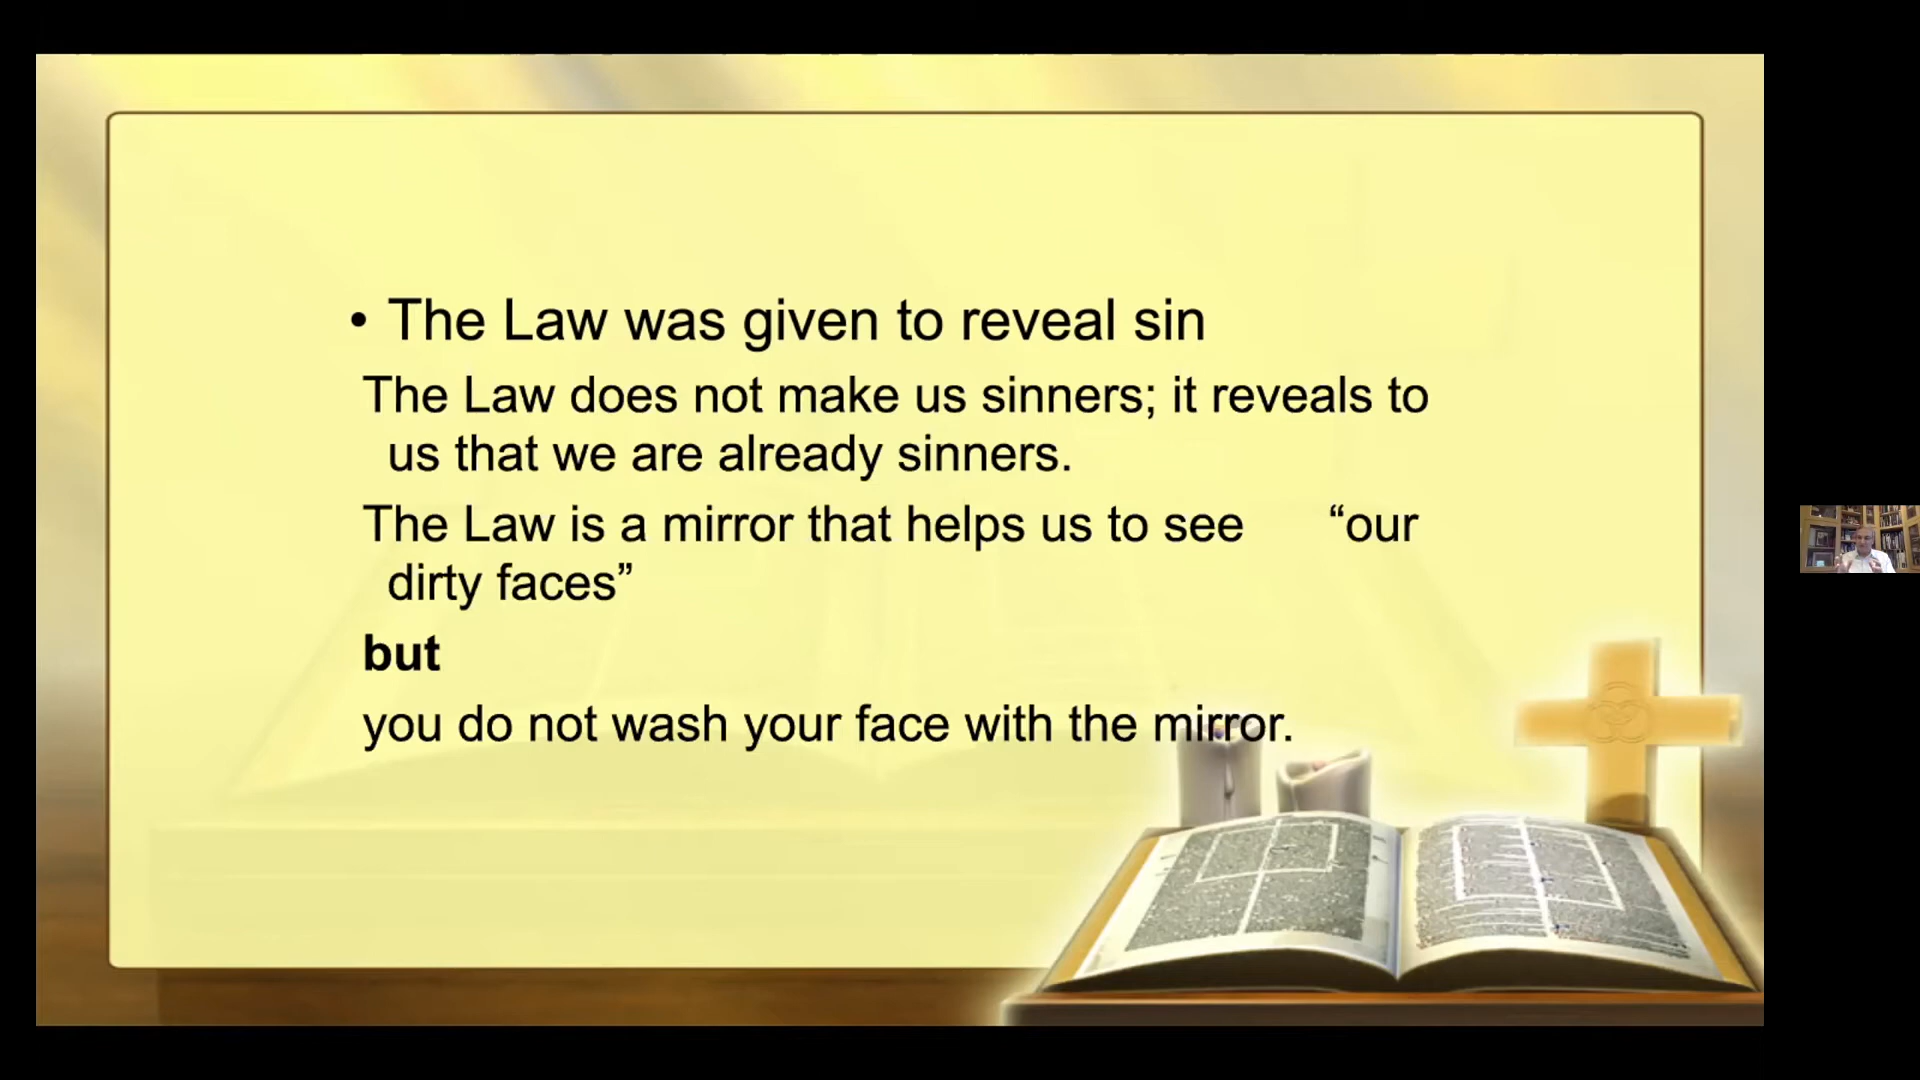 • The Law was given to reveal sin
The Law does not make us sinners; it reveals to
us that we are already sinners.
The Law is a mirror that helps us to see “our
dirty faces”
but
you do not wash your face with the mirror.